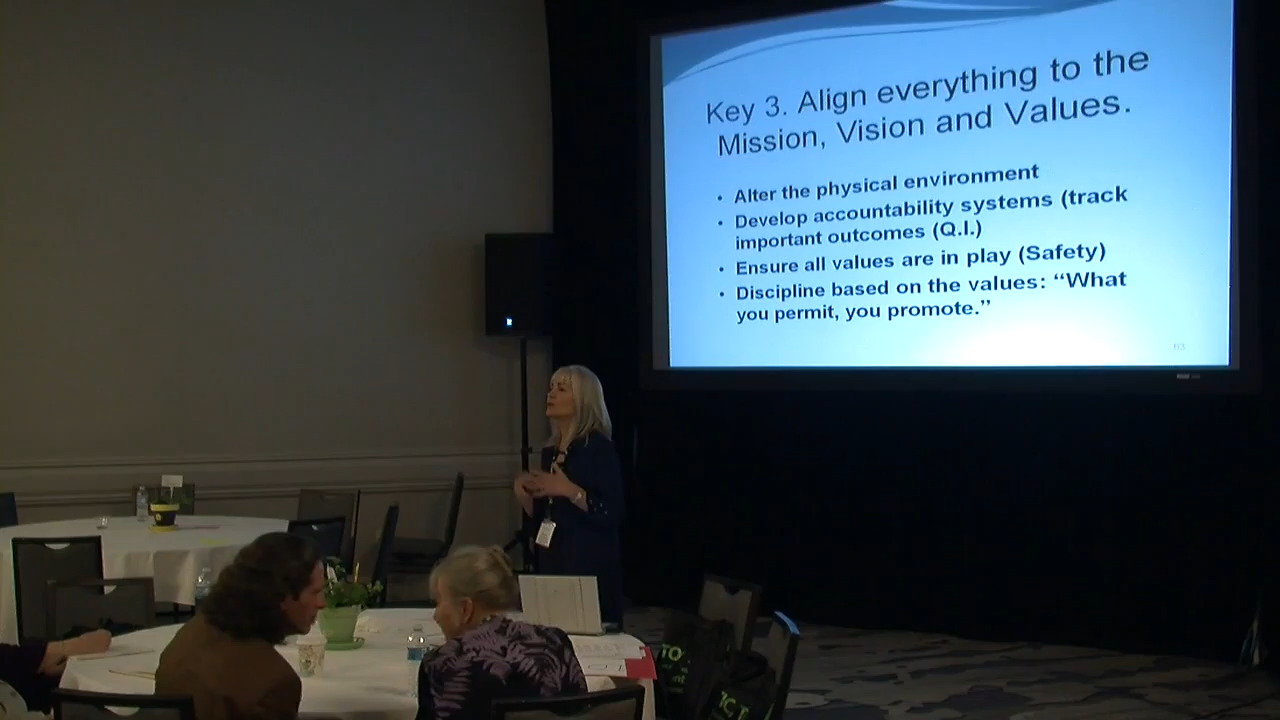 Key 3. Align everything to the
Mission, Vision and Values.
• Alter the physical environment
• Develop accountability systems (track
important outcomes (Q.I.)
• Ensure all values are in play (Safety)
• Discipline based on the values: “What
you permit, you promote.”
63